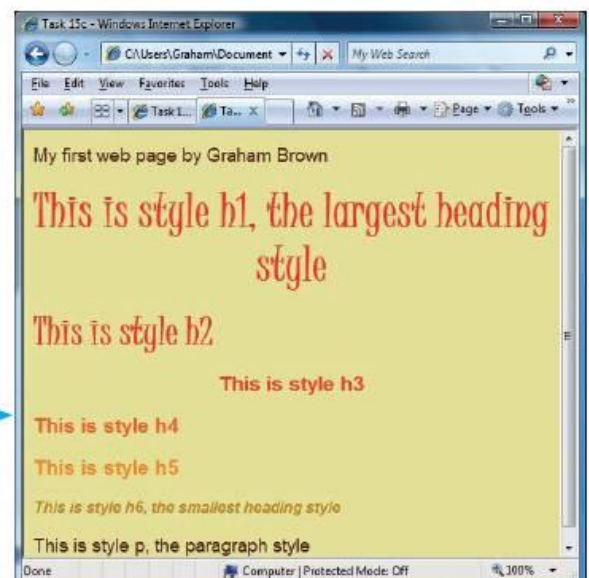 Task 15c - Windows Internet Explorer
C:\Users\Graham\Document
My Web Search
File Edit View Favorites Tools Help
Task 1... Ta... X Page Tools »
My first web page by Graham Brown
This is style h1, the largest heading
style
This is style h2
This is style h3
This is style h4
This is style h5
This is style h6, the smallest heading style
This is style p, the paragraph style
Done Computer | Protected Mode: Off 100%